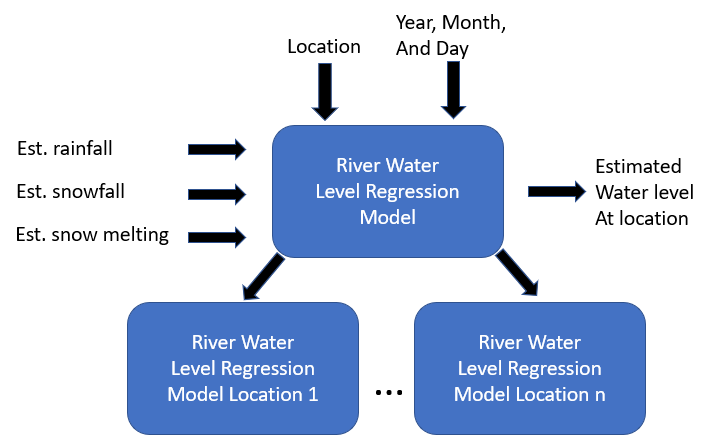 Year, Month,
And Day
Location
Est. rainfall
Est. snowfall
Est. snow melting
River Water
Level Regression
Model
Estimated
Water level
At location
River Water
Level Regression
Model Location 1
...
River Water
Level Regression
Model Location n